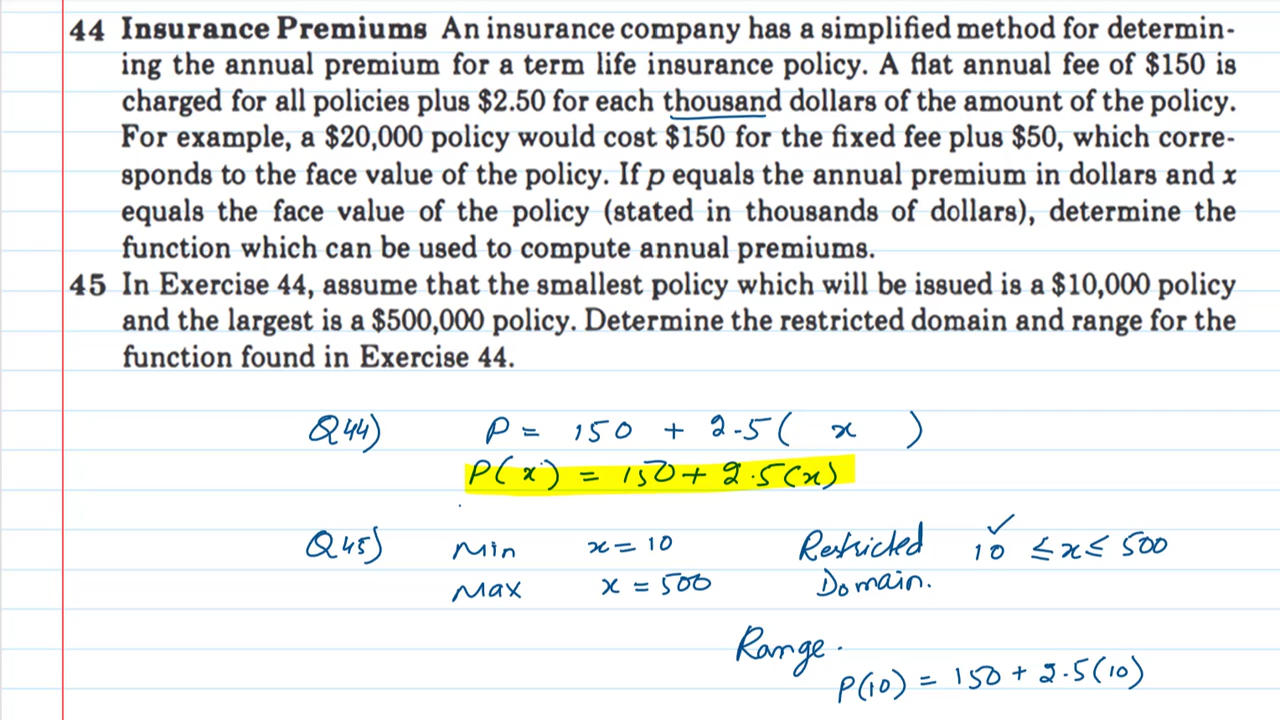 44 Insurance Premiums An insurance company has a simplified method for determin-
ing the annual premium for a term life insurance policy. A flat annual fee of $150 is
charged for all policies plus $2.50 for each thousand dollars of the amount of the policy.
For example, a $20,000 policy would cost $150 for the fixed fee plus $50, which corre-
sponds to the face value of the policy. If p equals the annual premium in dollars and x
equals the face value of the policy (stated in thousands of dollars), determine the
function which can be used to compute annual premiums.
45 In Exercise 44, assume that the smallest policy which will be issued is a $10,000 policy
and the largest is a $500,000 policy. Determine the restricted domain and range for the
function found in Exercise 44.
Q44) P = 150 + 2.5( x )
P(x) = 150 + 2.5(x)
Q45) Min x = 10 Restricted 10 ≤ x ≤ 500
Max x = 500 Domain.
Range.
P(10) = 150 + 2.5(10)